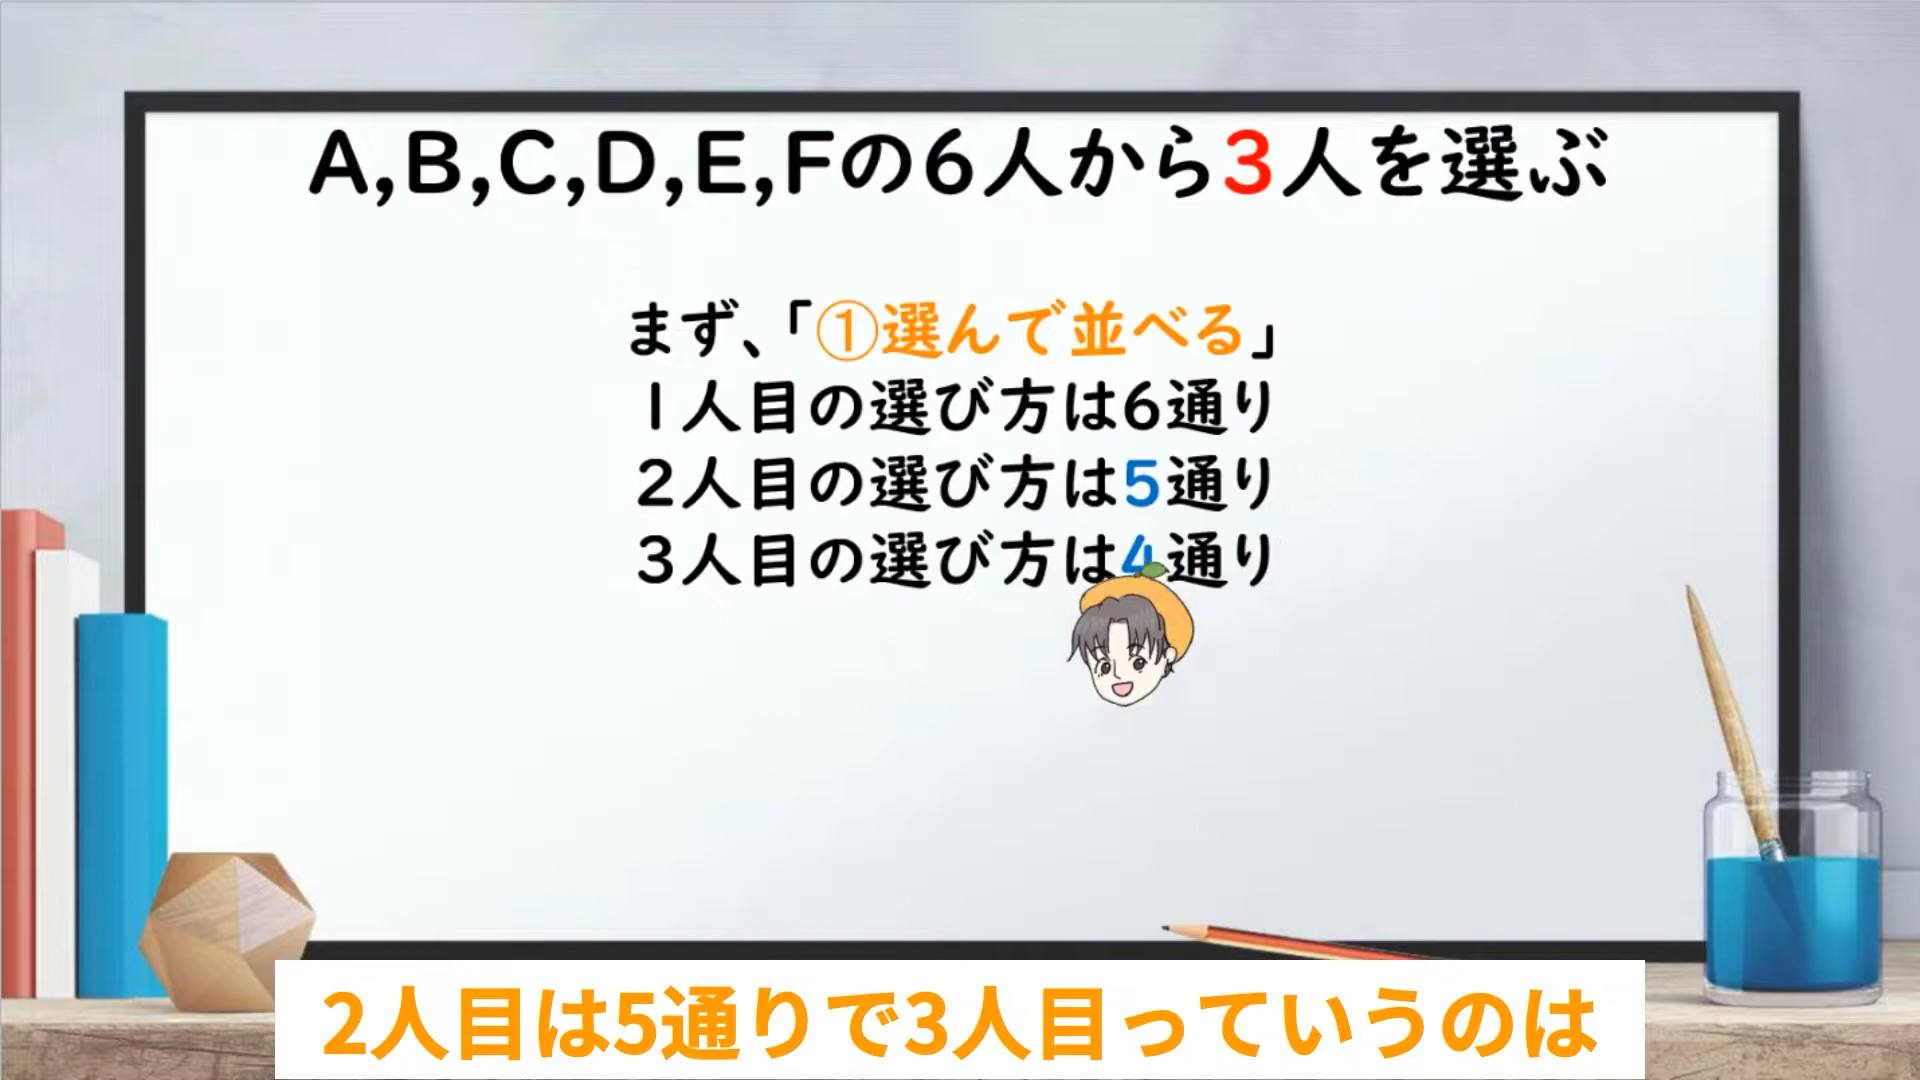 A,B,C,D,E,Fの6人から3人を選ぶ
まず、「①選んで並べる」
1人目の選び方は6通り
2人目の選び方は5通り
3人目の選び方は4通り
2人目は5通りで3人目っていうのは